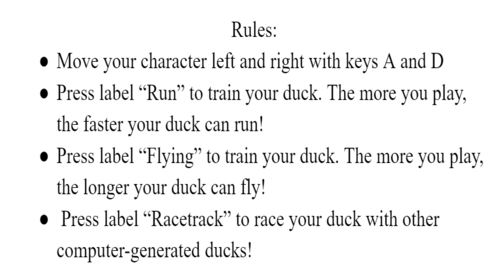 Rules:
● Move your character left and right with keys A and D
● Press label “Run” to train your duck. The more you play,
the faster your duck can run!
● Press label “Flying” to train your duck. The more you play,
the longer your duck can fly!
● Press label “Racetrack” to race your duck with other
computer-generated ducks!